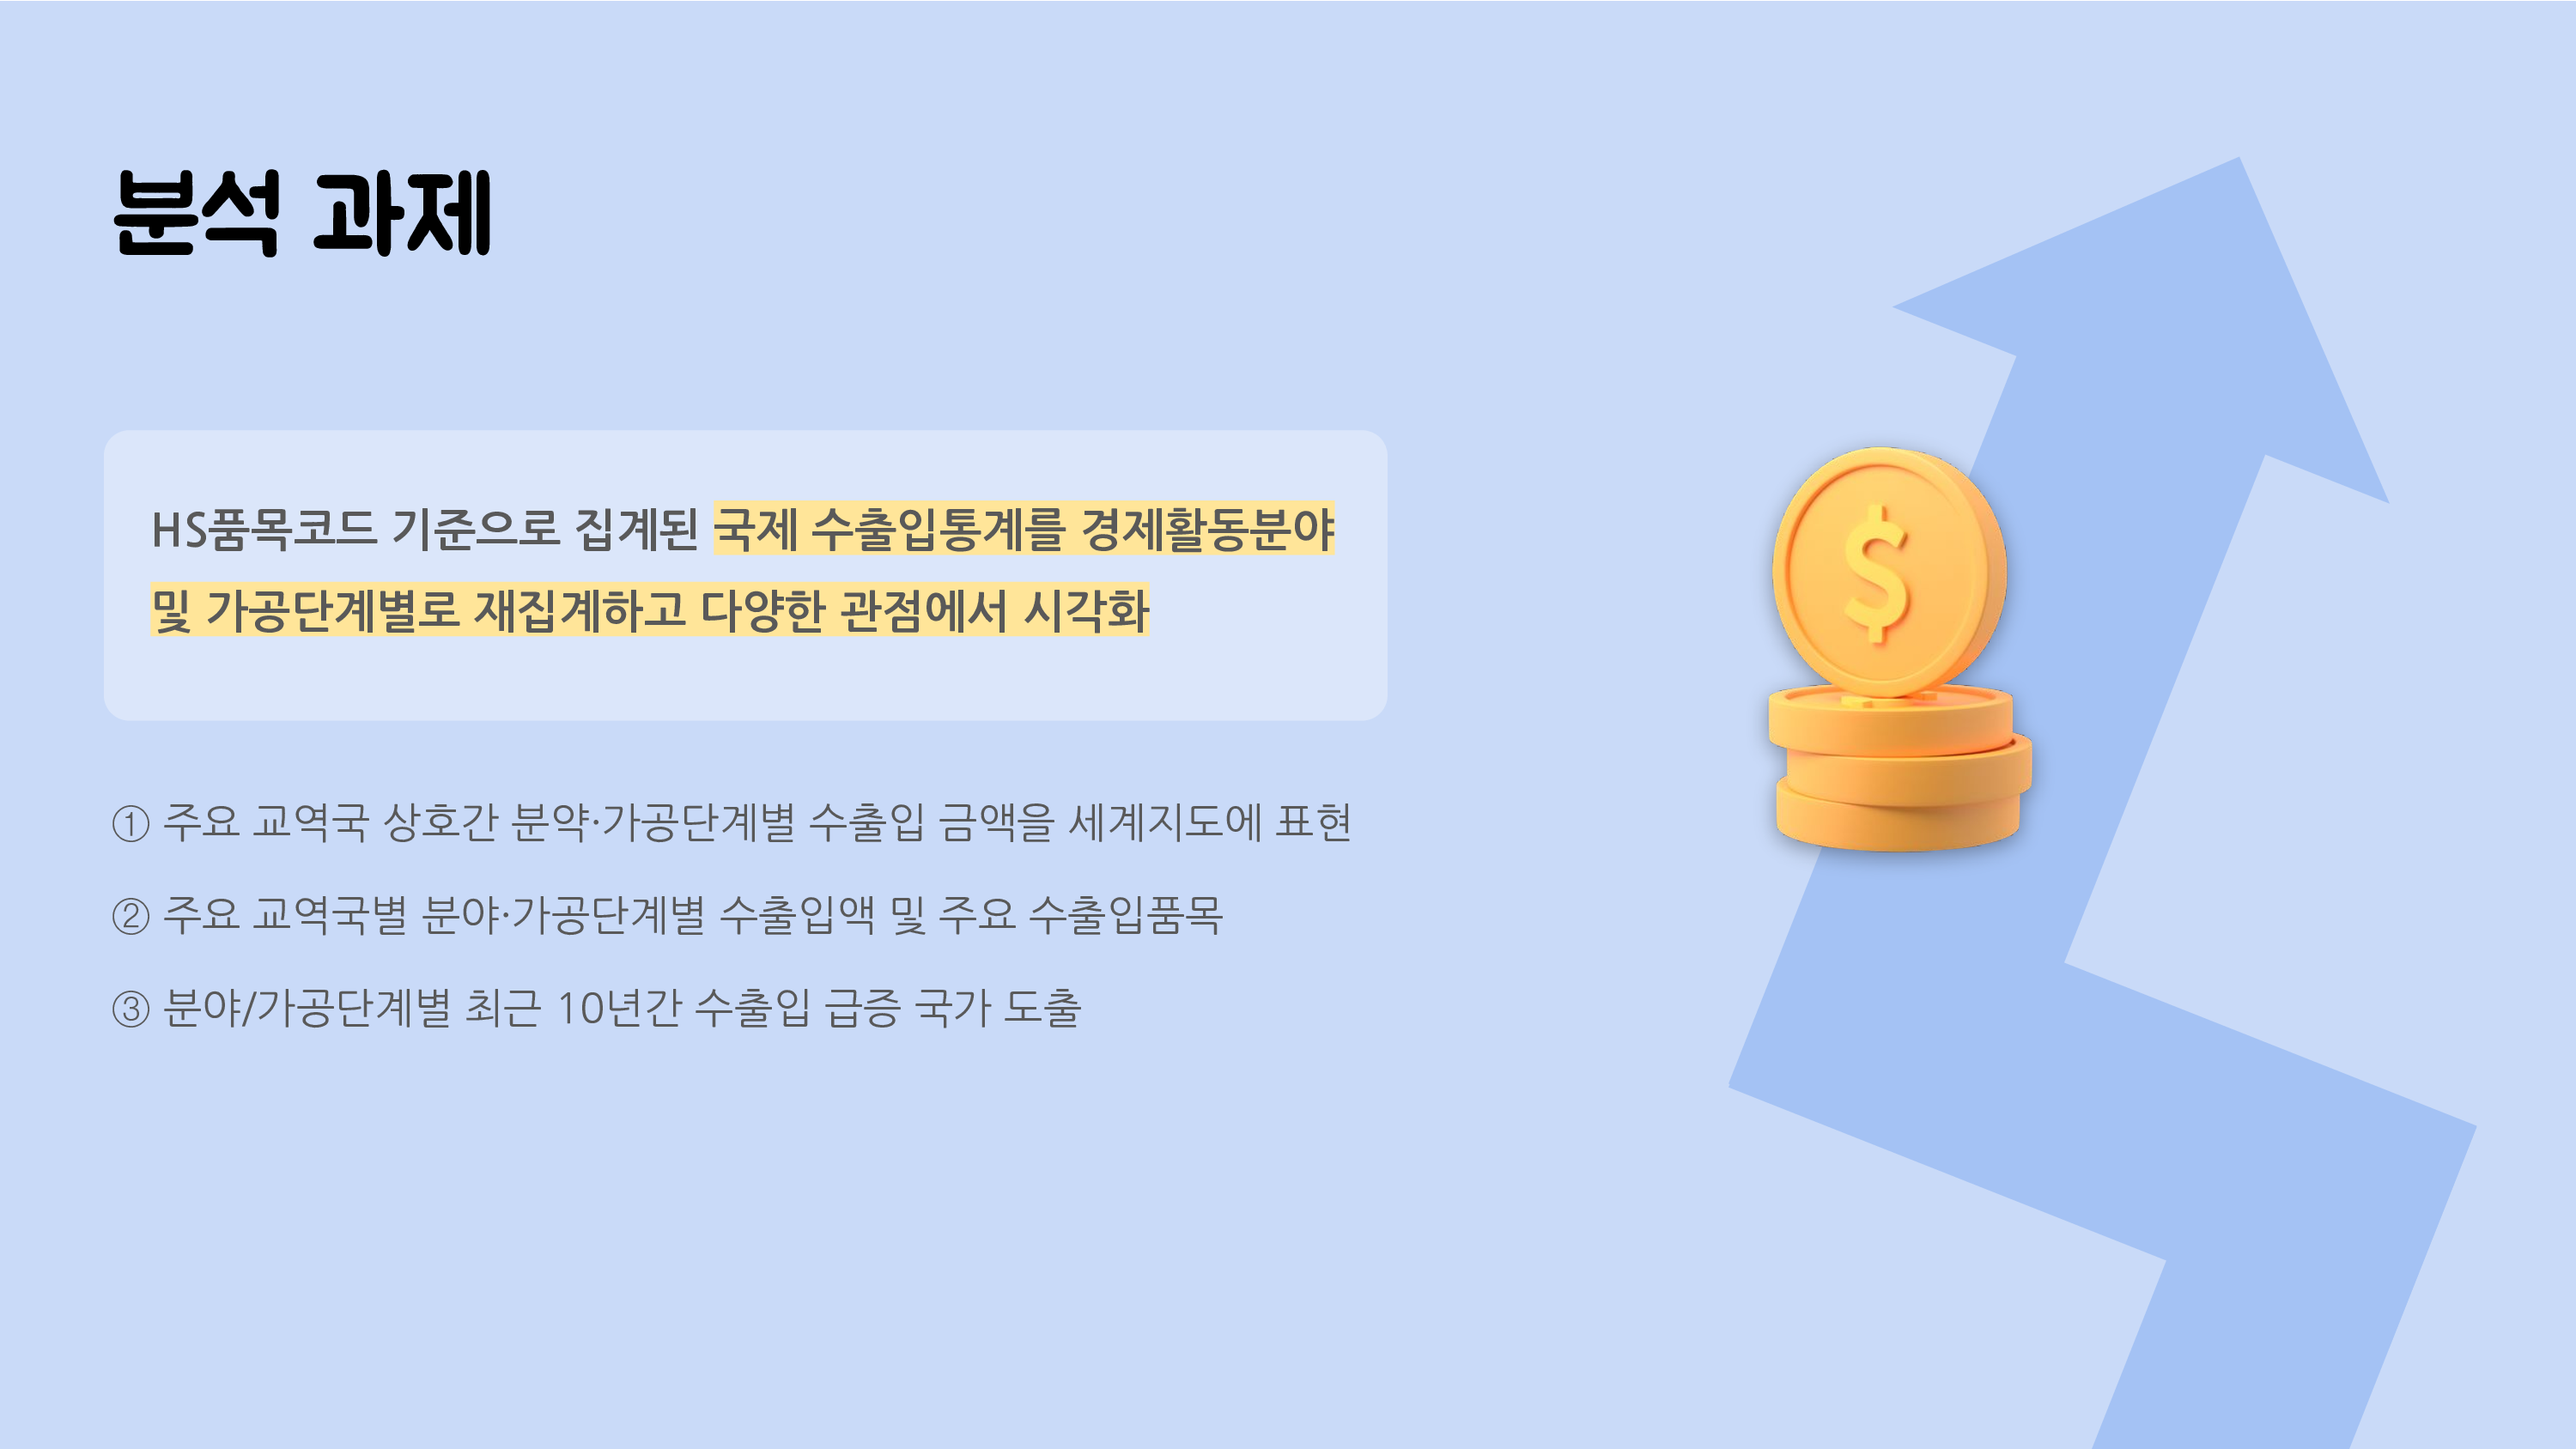 분석 과제
HS품목코드 기준으로 집계된 국제 수출입통계를 경제활동분야
및 가공단계별로 재집계하고 다양한 관점에서 시각화
① 주요 교역국 상호간 분약·가공단계별 수출입 금액을 세계지도에 표현
② 주요 교역국별 분야·가공단계별 수출입액 및 주요 수출입품목
③ 분야/가공단계별 최근 10년간 수출입 급증 국가 도출
$